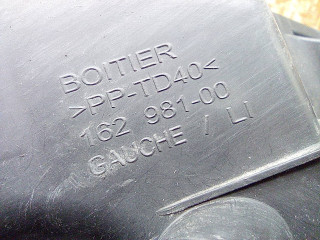 BOITIER
>PP-TD40<
162 981-00
GAUCHE / LI